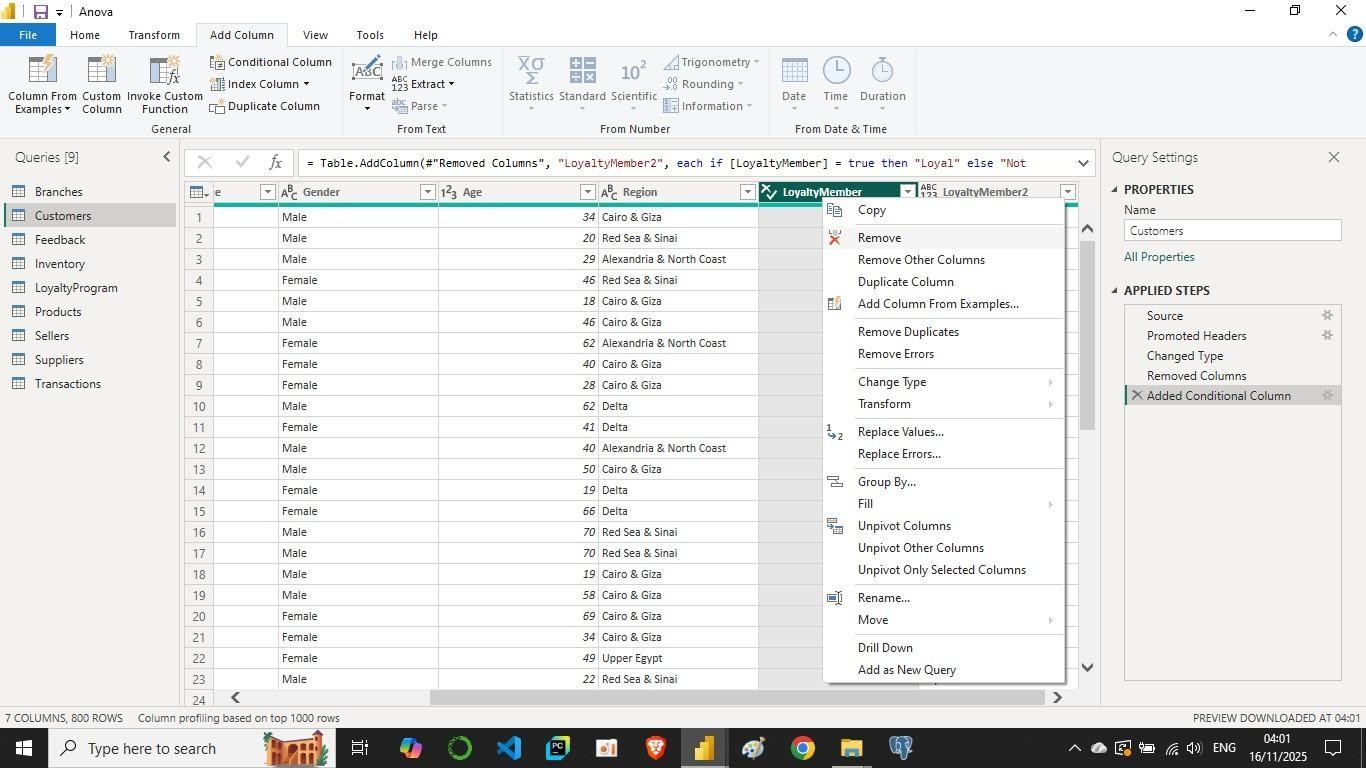 Anova
File Home Transform Add Column View Tools Help
Column From Examples
Custom Column
Invoke Custom Function
Conditional Column
Index Column
Duplicate Column
General
Format
Merge Columns
Extract
Parse
From Text
Statistics
Standard
Scientific
Trigonometry
Rounding
Information
From Number
Date
Time
Duration
From Date & Time
Queries [9]
Branches
Customers
Feedback
Inventory
LoyaltyProgram
Products
Sellers
Suppliers
Transactions
= Table.AddColumn(#"Removed Columns", "LoyaltyMember2", each if [LoyaltyMember] = true then "Loyal" else "Not
e Gender Age Region LoyaltyMember LoyaltyMember2
1 Male 34 Cairo & Giza
2 Male 20 Red Sea & Sinai
3 Male 29 Alexandria & North Coast
4 Female 46 Red Sea & Sinai
5 Male 18 Cairo & Giza
6 Male 46 Cairo & Giza
7 Female 62 Alexandria & North Coast
8 Female 40 Cairo & Giza
9 Female 28 Cairo & Giza
10 Male 62 Delta
11 Female 41 Delta
12 Male 40 Alexandria & North Coast
13 Male 50 Cairo & Giza
14 Female 19 Delta
15 Female 66 Delta
16 Male 70 Red Sea & Sinai
17 Male 70 Red Sea & Sinai
18 Male 19 Cairo & Giza
19 Male 58 Cairo & Giza
20 Female 69 Cairo & Giza
21 Female 34 Cairo & Giza
22 Female 49 Upper Egypt
23 Male 22 Red Sea & Sinai
24
Copy
Remove
Remove Other Columns
Duplicate Column
Add Column From Examples...
Remove Duplicates
Remove Errors
Change Type
Transform
Replace Values...
Replace Errors...
Group By...
Fill
Unpivot Columns
Unpivot Other Columns
Unpivot Only Selected Columns
Rename...
Move
Drill Down
Add as New Query
Query Settings
PROPERTIES
Name
Customers
All Properties
APPLIED STEPS
Source
Promoted Headers
Changed Type
Removed Columns
Added Conditional Column
7 COLUMNS, 800 ROWS Column profiling based on top 1000 rows
PREVIEW DOWNLOADED AT 04:01
Type here to search
ENG
04:01
16/11/2025